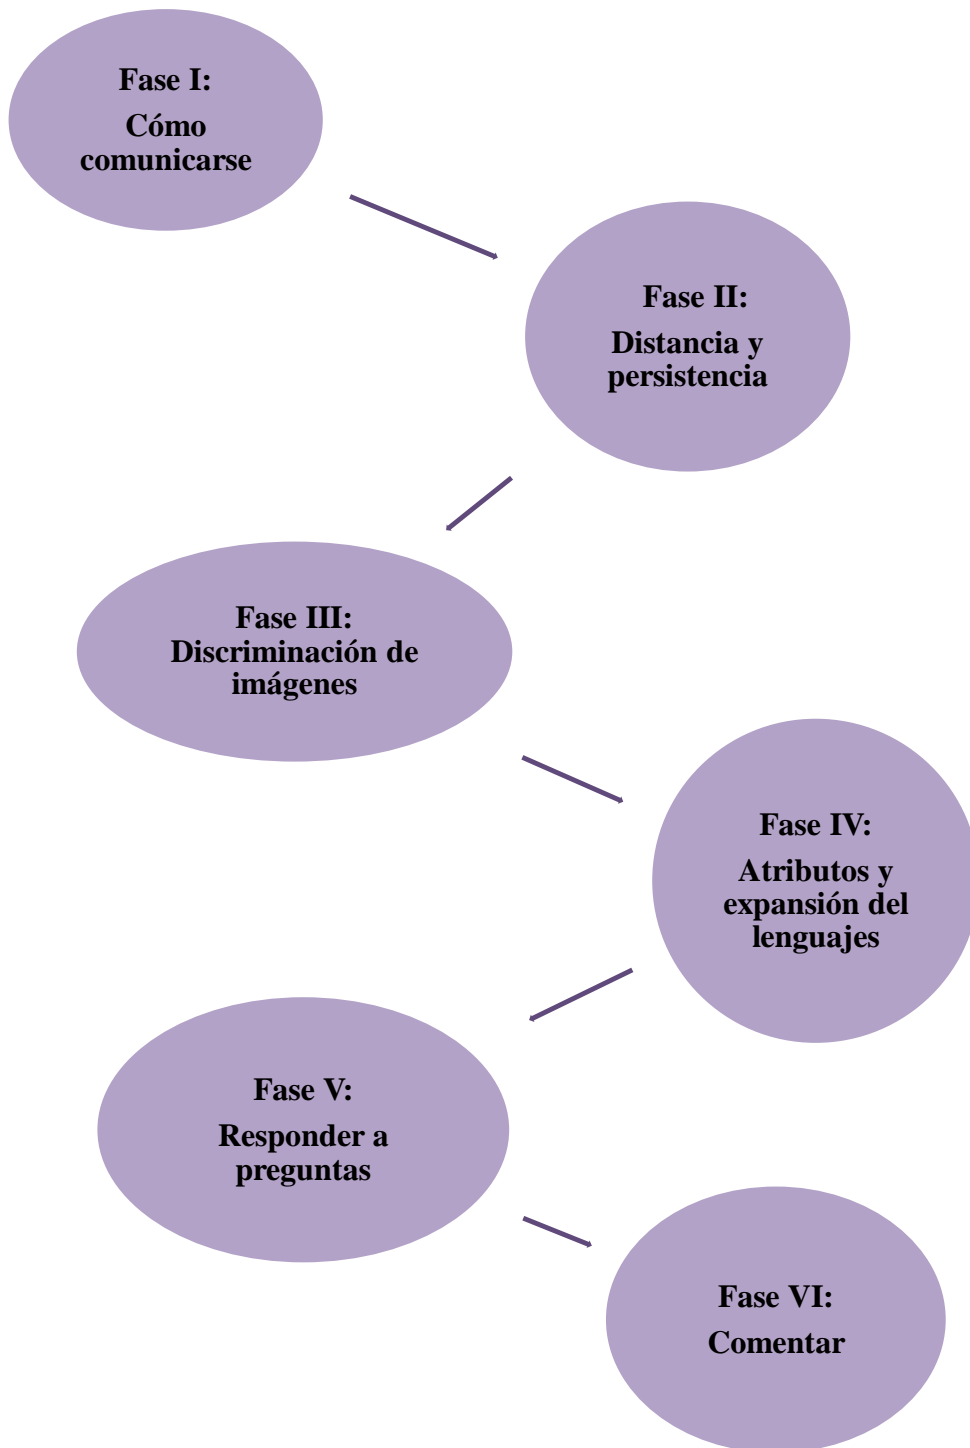 Fase I:
Cómo
comunicarse
Fase II:
Distancia y
persistencia
Fase III:
Discriminación de
imágenes
Fase IV:
Atributos y
expansión del
lenguajes
Fase V:
Responder a
preguntas
Fase VI:
Comentar